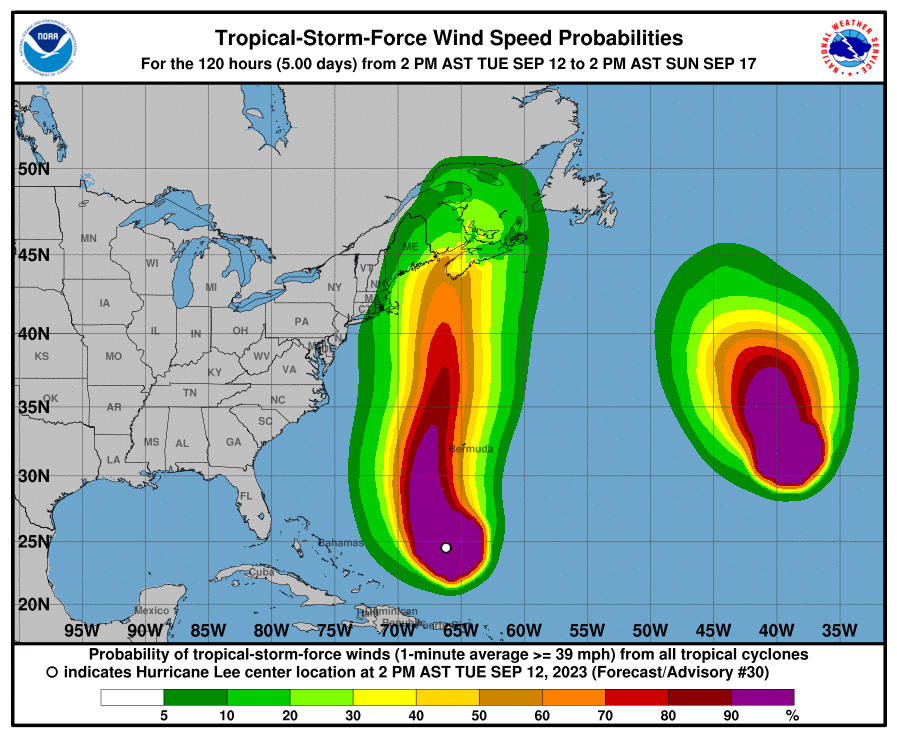 Tropical-Storm-Force Wind Speed Probabilities
For the 120 hours (5.00 days) from 2 PM AST TUE SEP 12 to 2 PM AST SUN SEP 17
NOAA
NATIONAL WEATHER SERVICE
50N
45N
40N
35N
30N
25N
20N
MN
WI
MI
IA
IL
IN
OH
PA
NY
VT
NH
MA
CT
ME
KS
MO
KY
WV
VA
OK
AR
TN
NC
SC
MS
AL
GA
LA
FL
Bermuda
Bahamas
Cuba
Mexico
Haiti
Dominican
Republic
Puerto Rico
95W 90W 85W 80W 75W 70W 65W 60W 55W 50W 45W 40W 35W
Probability of tropical-storm-force winds (1-minute average >= 39 mph) from all tropical cyclones
indicates Hurricane Lee center location at 2 PM AST TUE SEP 12, 2023 (Forecast/Advisory #30)
5 10 20 30 40 50 60 70 80 90 %